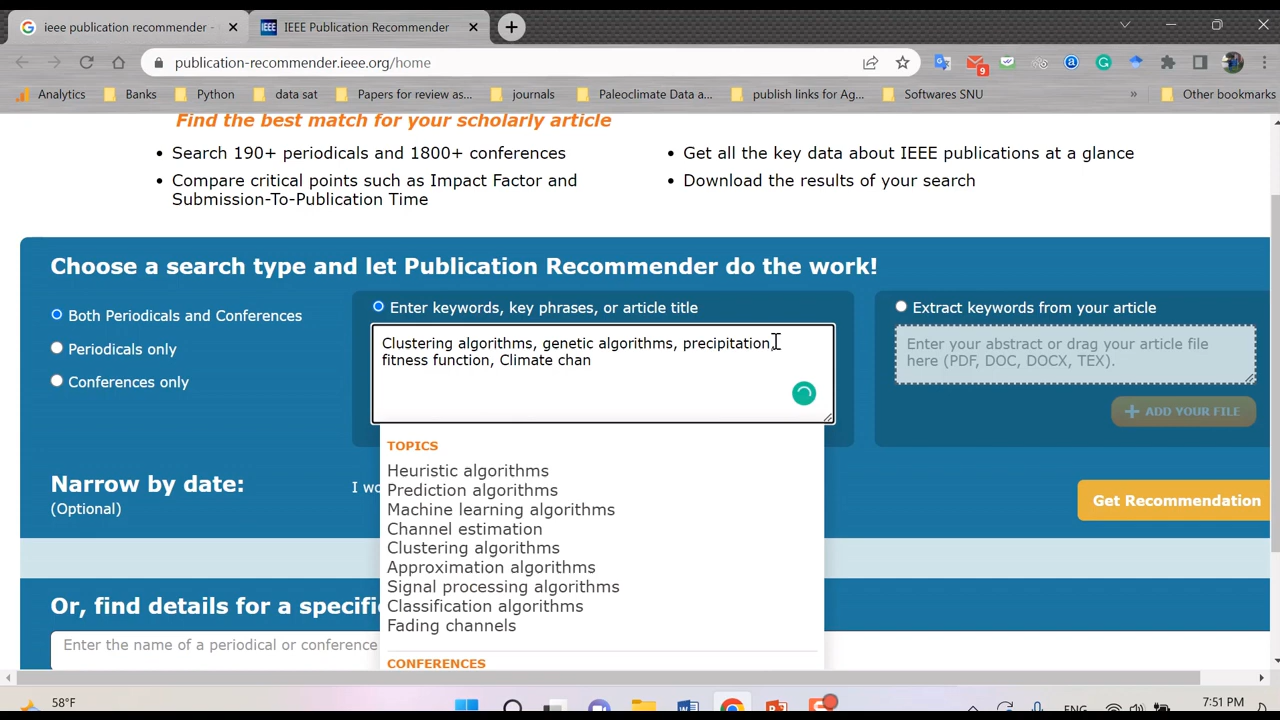 ieee publication recommender -
IEEE IEEE Publication Recommender
publication-recommender.ieee.org/home
9
Analytics
Banks
Python
data sat
Papers for review as...
journals
Paleoclimate Data a...
publish links for Ag...
Softwares SNU
»
Other bookmarks
Find the best match for your scholarly article
• Search 190+ periodicals and 1800+ conferences
• Compare critical points such as Impact Factor and
Submission-To-Publication Time
• Get all the key data about IEEE publications at a glance
• Download the results of your search
Choose a search type and let Publication Recommender do the work!
Both Periodicals and Conferences
Periodicals only
Conferences only
Enter keywords, key phrases, or article title
Clustering algorithms, genetic algorithms, precipitation,
fitness function, Climate chan
Extract keywords from your article
Enter your abstract or drag your article file
here (PDF, DOC, DOCX, TEX).
+ ADD YOUR FILE
TOPICS
Heuristic algorithms
Prediction algorithms
Machine learning algorithms
Channel estimation
Clustering algorithms
Approximation algorithms
Signal processing algorithms
Classification algorithms
Fading channels
CONFERENCES
Narrow by date:
(Optional)
I wo
Get Recommendation
Or, find details for a specifi
Enter the name of a periodical or conference
58°F
ENG
7:51 PM